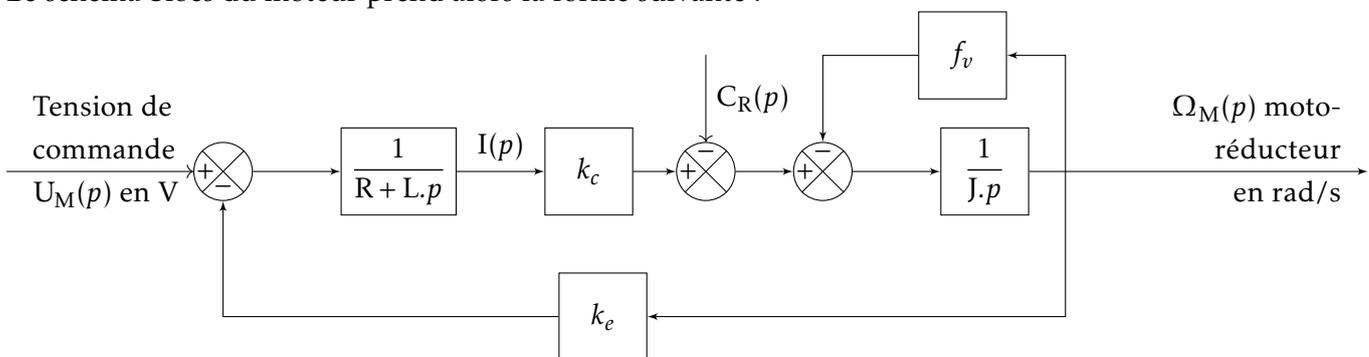 Le schéma blocs du moteur prend alors la forme suivante :
f_v
Tension de
commande
U_M(p) en V
+
−
1
R + L.p
I(p)
k_c
C_R(p)
−
+
−
+
1
J.p
Ω_M(p) moto-
réducteur
en rad/s
k_e